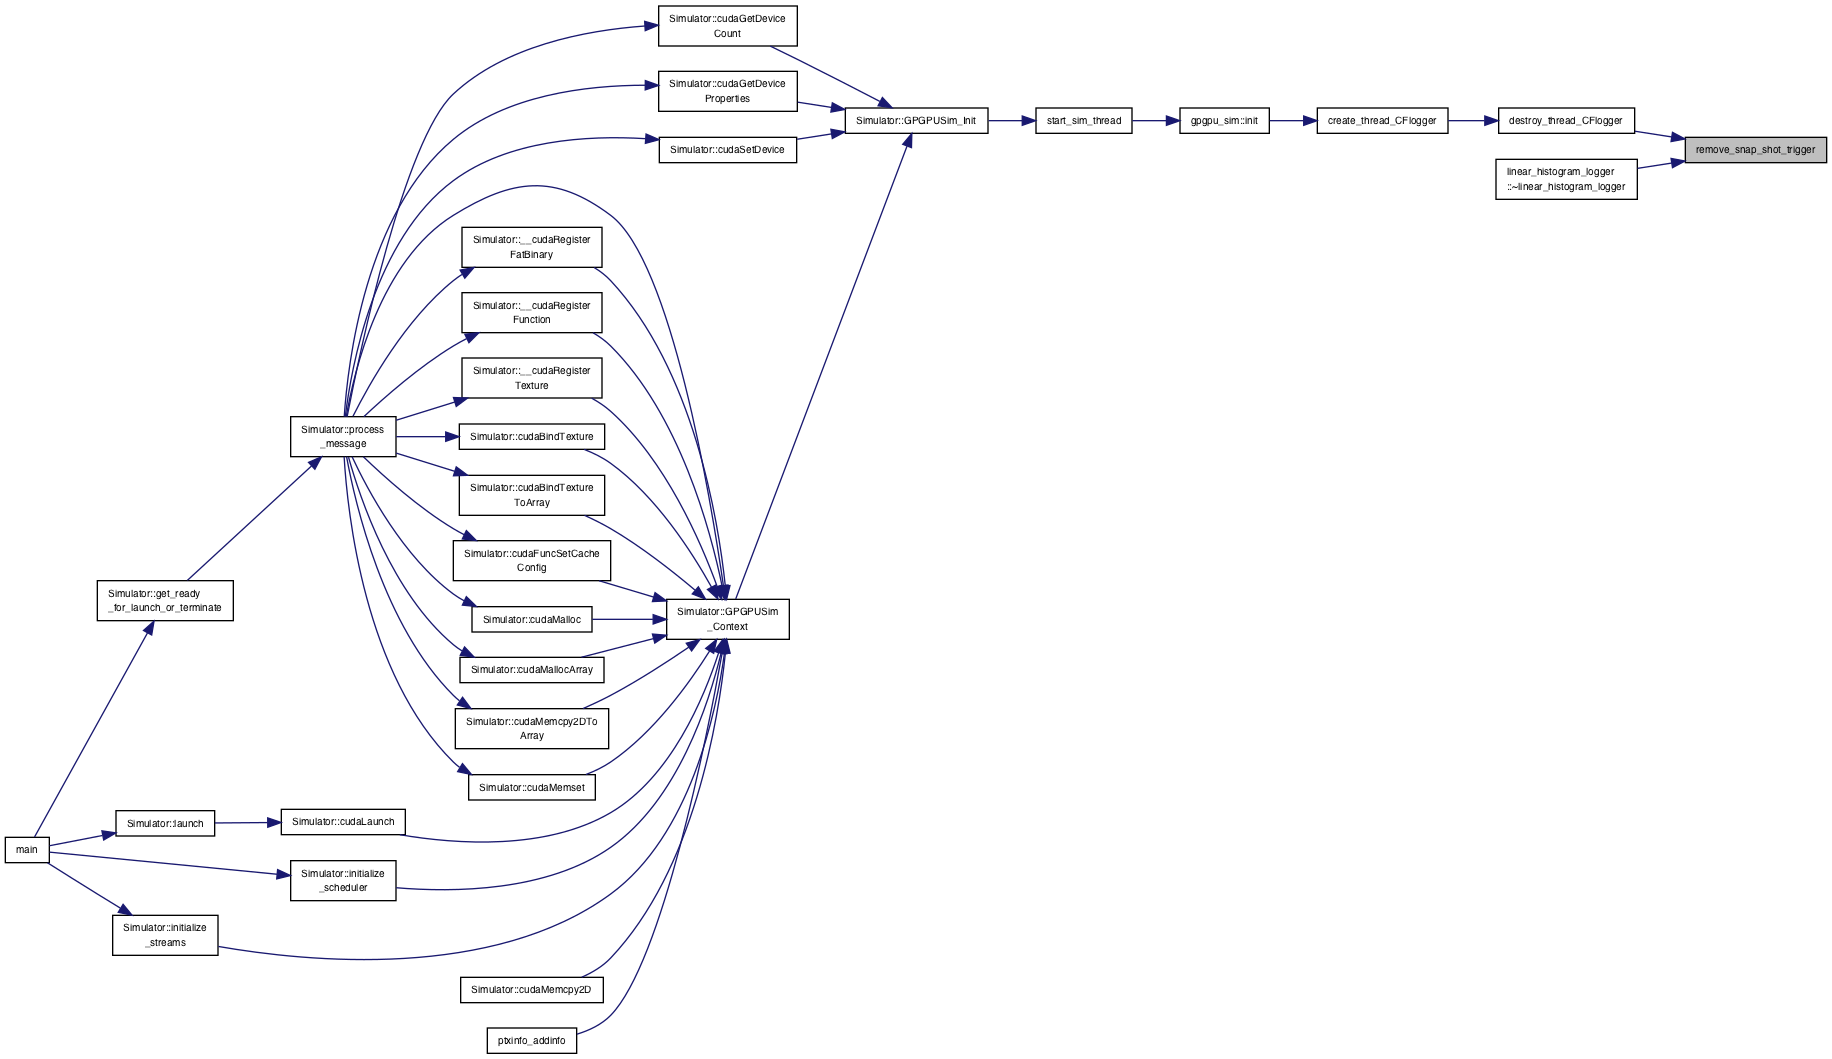 Simulator::cudaGetDevice
Count
Simulator::cudaGetDevice
Properties
Simulator::cudaSetDevice
Simulator::GPGPUSim_Init
start_sim_thread
gpgpu_sim::init
create_thread_CFlogger
destroy_thread_CFlogger
remove_snap_shot_trigger
linear_histogram_logger
::~linear_histogram_logger
Simulator::__cudaRegister
FatBinary
Simulator::__cudaRegister
Function
Simulator::__cudaRegister
Texture
Simulator::process
_message
Simulator::cudaBindTexture
Simulator::cudaBindTexture
ToArray
Simulator::cudaFuncSetCache
Config
Simulator::get_ready
_for_launch_or_terminate
Simulator::cudaMalloc
Simulator::GPGPUSim
_Context
Simulator::cudaMallocArray
Simulator::cudaMemcpy2DTo
Array
Simulator::cudaMemset
Simulator::launch
Simulator::cudaLaunch
main
Simulator::initialize
_scheduler
Simulator::initialize
_streams
Simulator::cudaMemcpy2D
ptxinfo_addinfo